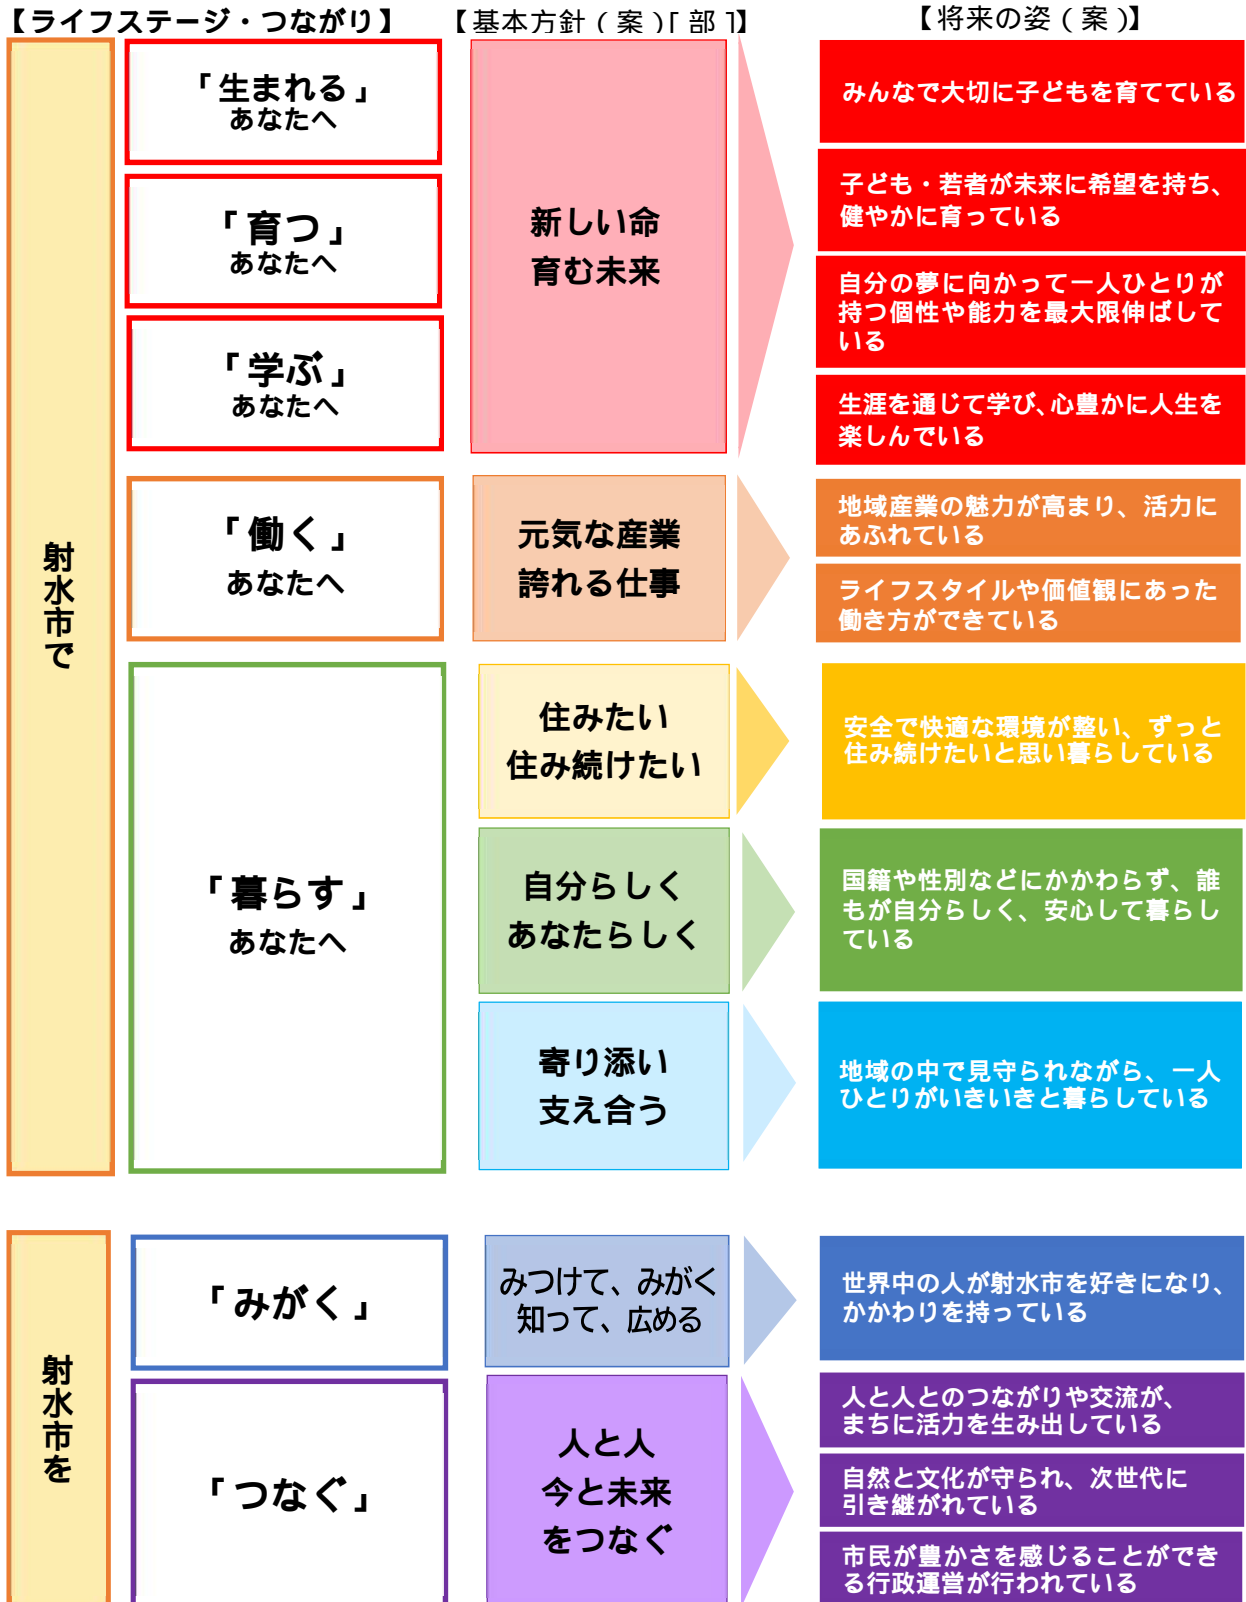 【ライフステージ・つながり】
【基本方針（案）［部］】
【将来の姿（案）】
射水市で
「生まれる」
あなたへ
「育つ」
あなたへ
「学ぶ」
あなたへ
新しい命
育む未来
みんなで大切に子どもを育てている
子ども・若者が未来に希望を持ち、
健やかに育っている
自分の夢に向かって一人ひとりが
持つ個性や能力を最大限伸ばして
いる
生涯を通じて学び、心豊かに人生を
楽しんでいる
「働く」
あなたへ
元気な産業
誇れる仕事
地域産業の魅力が高まり、活力に
あふれている
ライフスタイルや価値観にあった
働き方ができている
「暮らす」
あなたへ
住みたい
住み続けたい
安全で快適な環境が整い、ずっと
住み続けたいと思い暮らしている
自分らしく
あなたらしく
国籍や性別などにかかわらず、誰
もが自分らしく、安心して暮らし
ている
寄り添い
支え合う
地域の中で見守られながら、一人
ひとりがいきいきと暮らしている
射水市を
「みがく」
みつけて、みがく
知って、広める
世界中の人が射水市を好きになり、
かかわりを持っている
「つなぐ」
人と人
今と未来
をつなぐ
人と人とのつながりや交流が、
まちに活力を生み出している
自然と文化が守られ、次世代に
引き継がれている
市民が豊かさを感じることができ
る行政運営が行われている